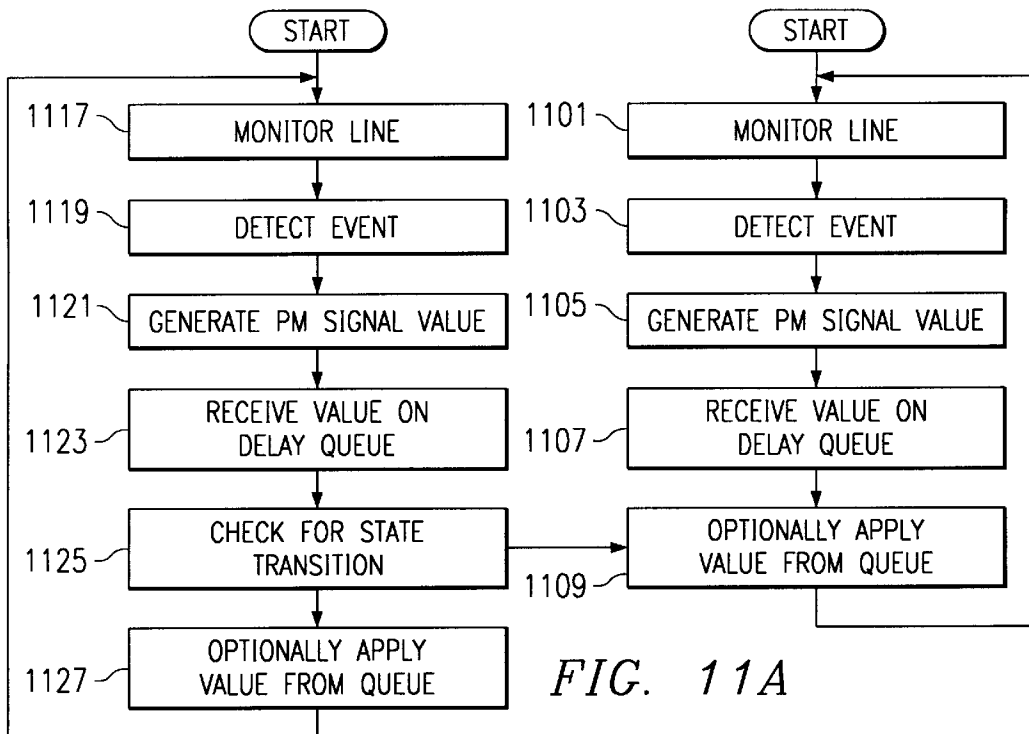 START
1117
MONITOR LINE
1119
DETECT EVENT
1121
GENERATE PM SIGNAL VALUE
1123
RECEIVE VALUE ON
DELAY QUEUE
1125
CHECK FOR STATE
TRANSITION
1127
OPTIONALLY APPLY
VALUE FROM QUEUE
START
1101
MONITOR LINE
1103
DETECT EVENT
1105
GENERATE PM SIGNAL VALUE
1107
RECEIVE VALUE ON
DELAY QUEUE
1109
OPTIONALLY APPLY
VALUE FROM QUEUE
FIG. 11A